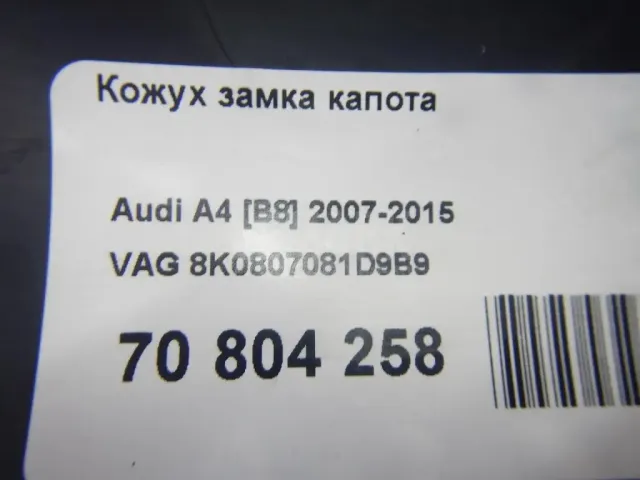 Кожух замка капота
Audi A4 [B8] 2007-2015
VAG 8K0807081D9B9
70 804 258